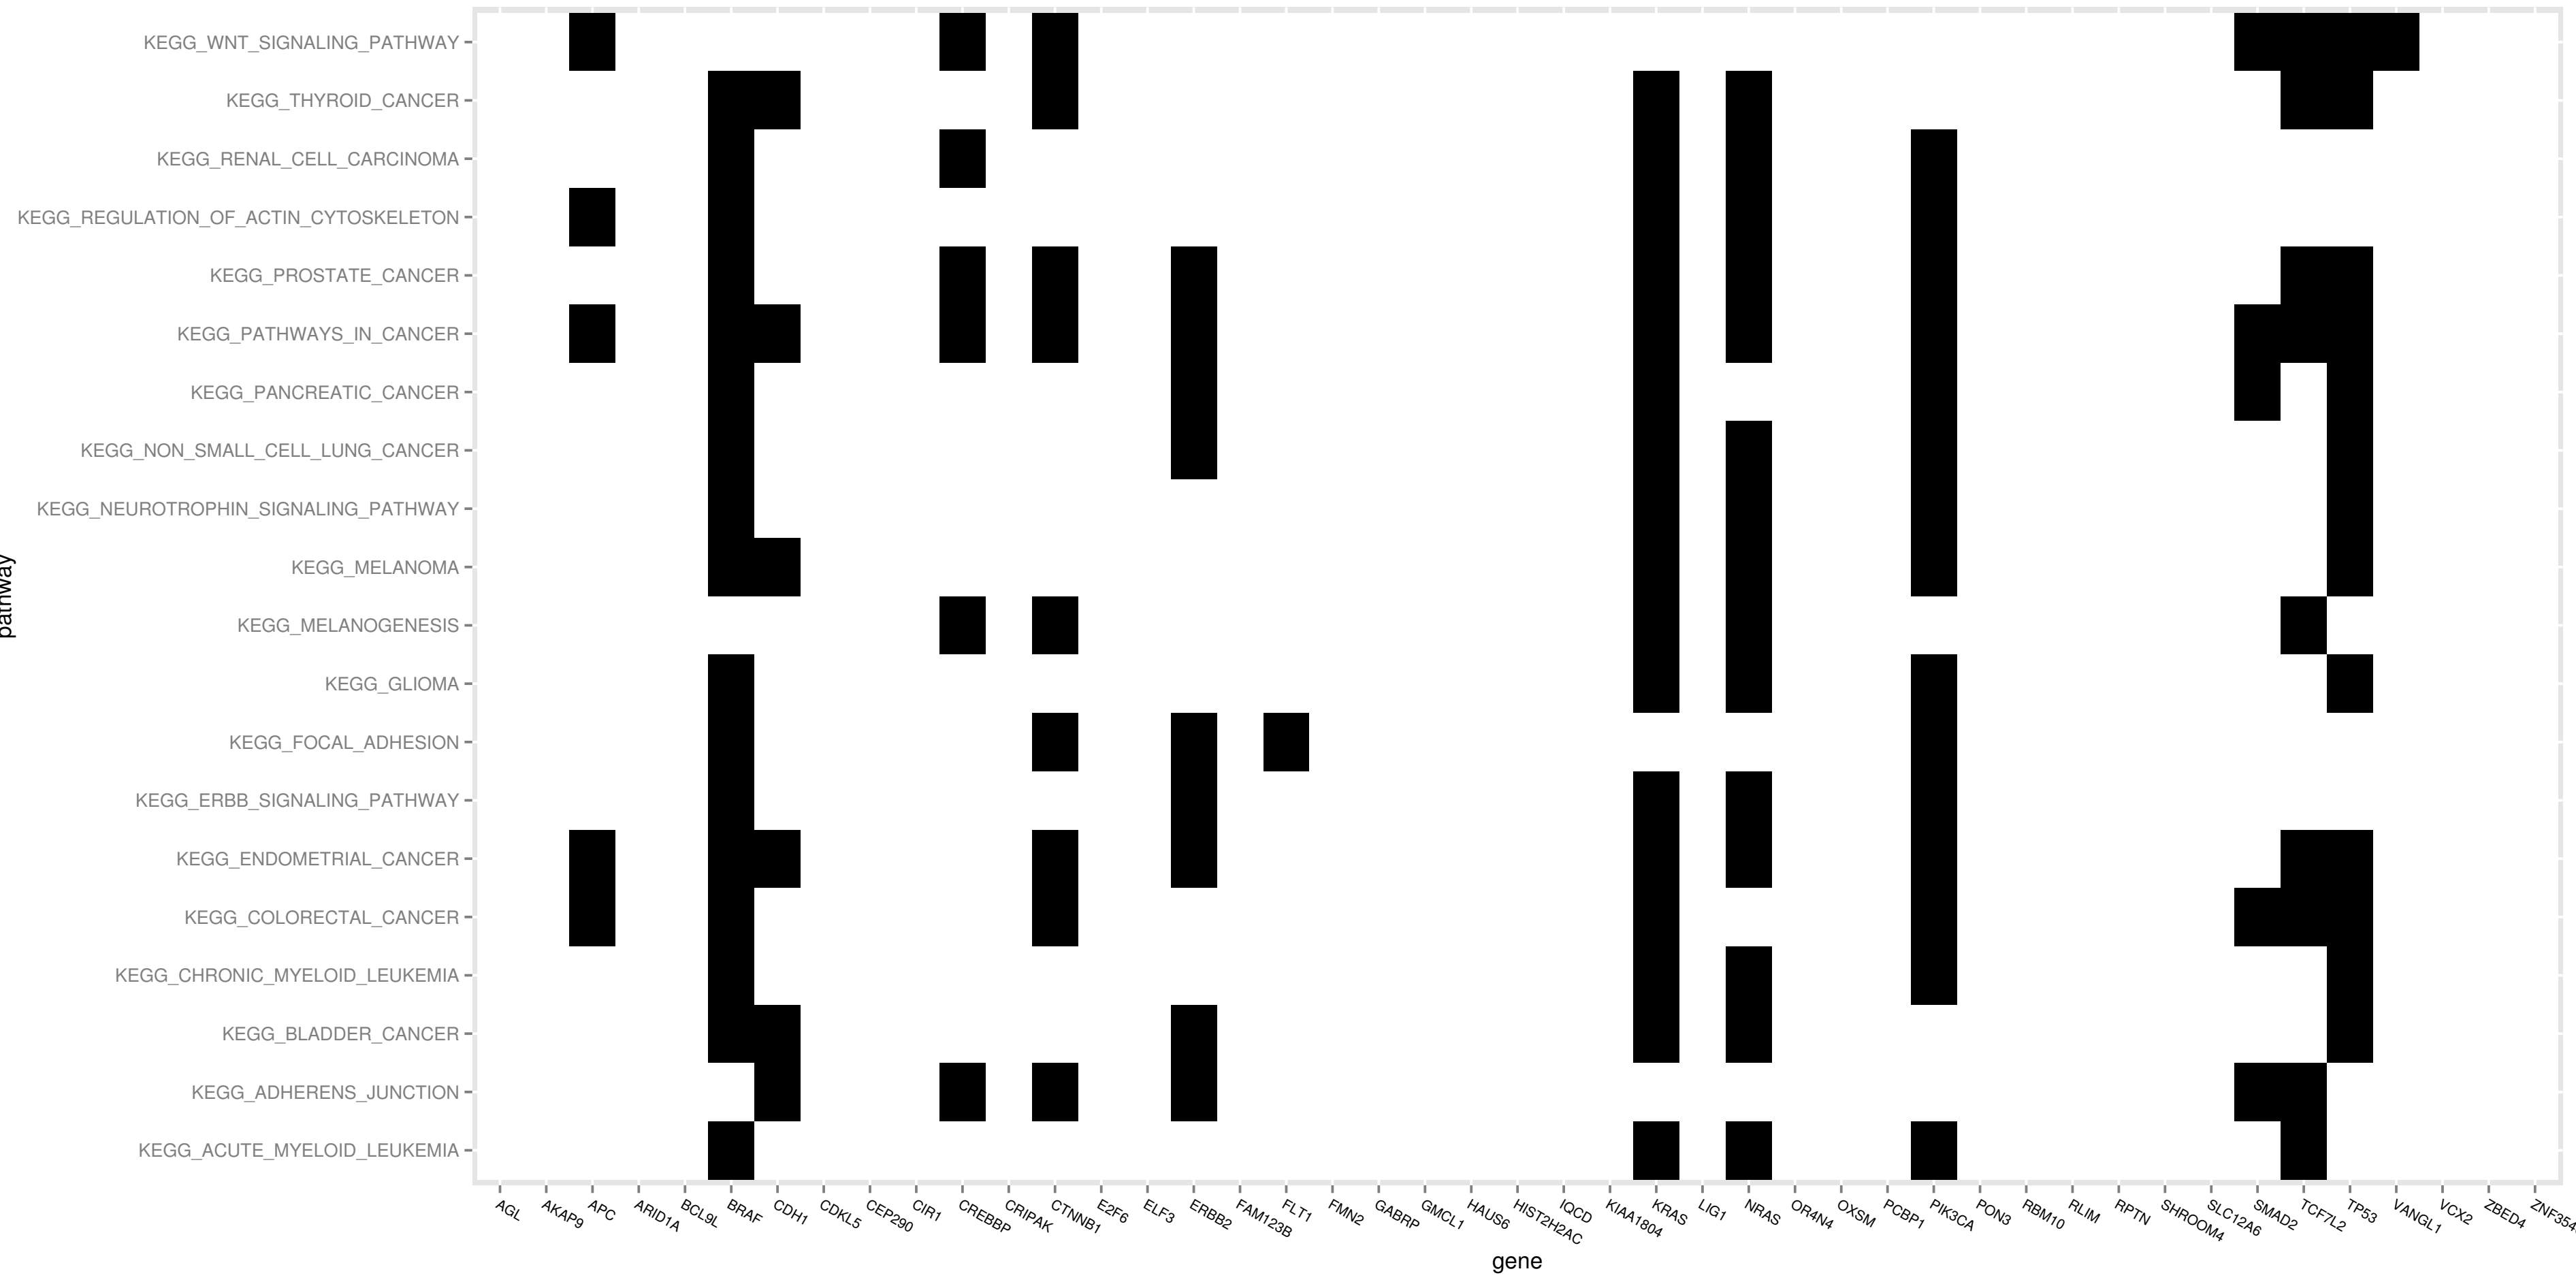 KEGG_WNT_SIGNALING_PATHWAY
KEGG_THYROID_CANCER
KEGG_RENAL_CELL_CARCINOMA
KEGG_REGULATION_OF_ACTIN_CYTOSKELETON
KEGG_PROSTATE_CANCER
KEGG_PATHWAYS_IN_CANCER
KEGG_PANCREATIC_CANCER
KEGG_NON_SMALL_CELL_LUNG_CANCER
KEGG_NEUROTROPHIN_SIGNALING_PATHWAY
KEGG_MELANOMA
KEGG_MELANOGENESIS
KEGG_GLIOMA
KEGG_FOCAL_ADHESION
KEGG_ERBB_SIGNALING_PATHWAY
KEGG_ENDOMETRIAL_CANCER
KEGG_COLORECTAL_CANCER
KEGG_CHRONIC_MYELOID_LEUKEMIA
KEGG_BLADDER_CANCER
KEGG_ADHERENS_JUNCTION
KEGG_ACUTE_MYELOID_LEUKEMIA
pathway
AGL
AKAP9
APC
ARID1A
BCL9L
BRAF
CDH1
CDKL5
CEP290
CIR1
CREBBP
CRIPAK
CTNNB1
E2F6
ELF3
ERBB2
FAM123B
FLT1
FMN2
GABRP
GMCL1
HAUS6
HIST2H2AC
IQCD
KIAA1804
KRAS
LIG1
NRAS
OR4N4
OXSM
PCBP1
PIK3CA
PON3
RBM10
RLIM
RPTN
SHROOM4
SLC12A6
SMAD2
TCF7L2
TP53
VANGL1
VCX2
ZBED4
gene